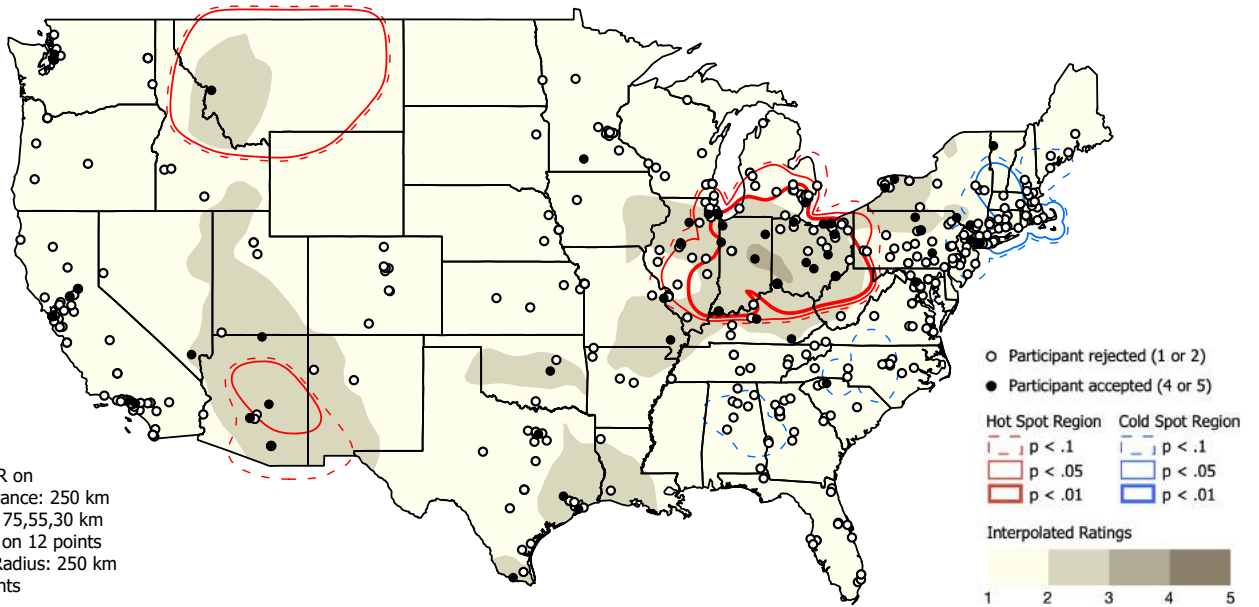 Participant rejected (1 or 2)
Participant accepted (4 or 5)
Hot Spot Region Cold Spot Region
p < .1 p < .1
p < .05 p < .05
p < .01 p < .01
R on
rance: 250 km
75,55,30 km
on 12 points
Radius: 250 km
nts
Interpolated Ratings
1 2 3 4 5